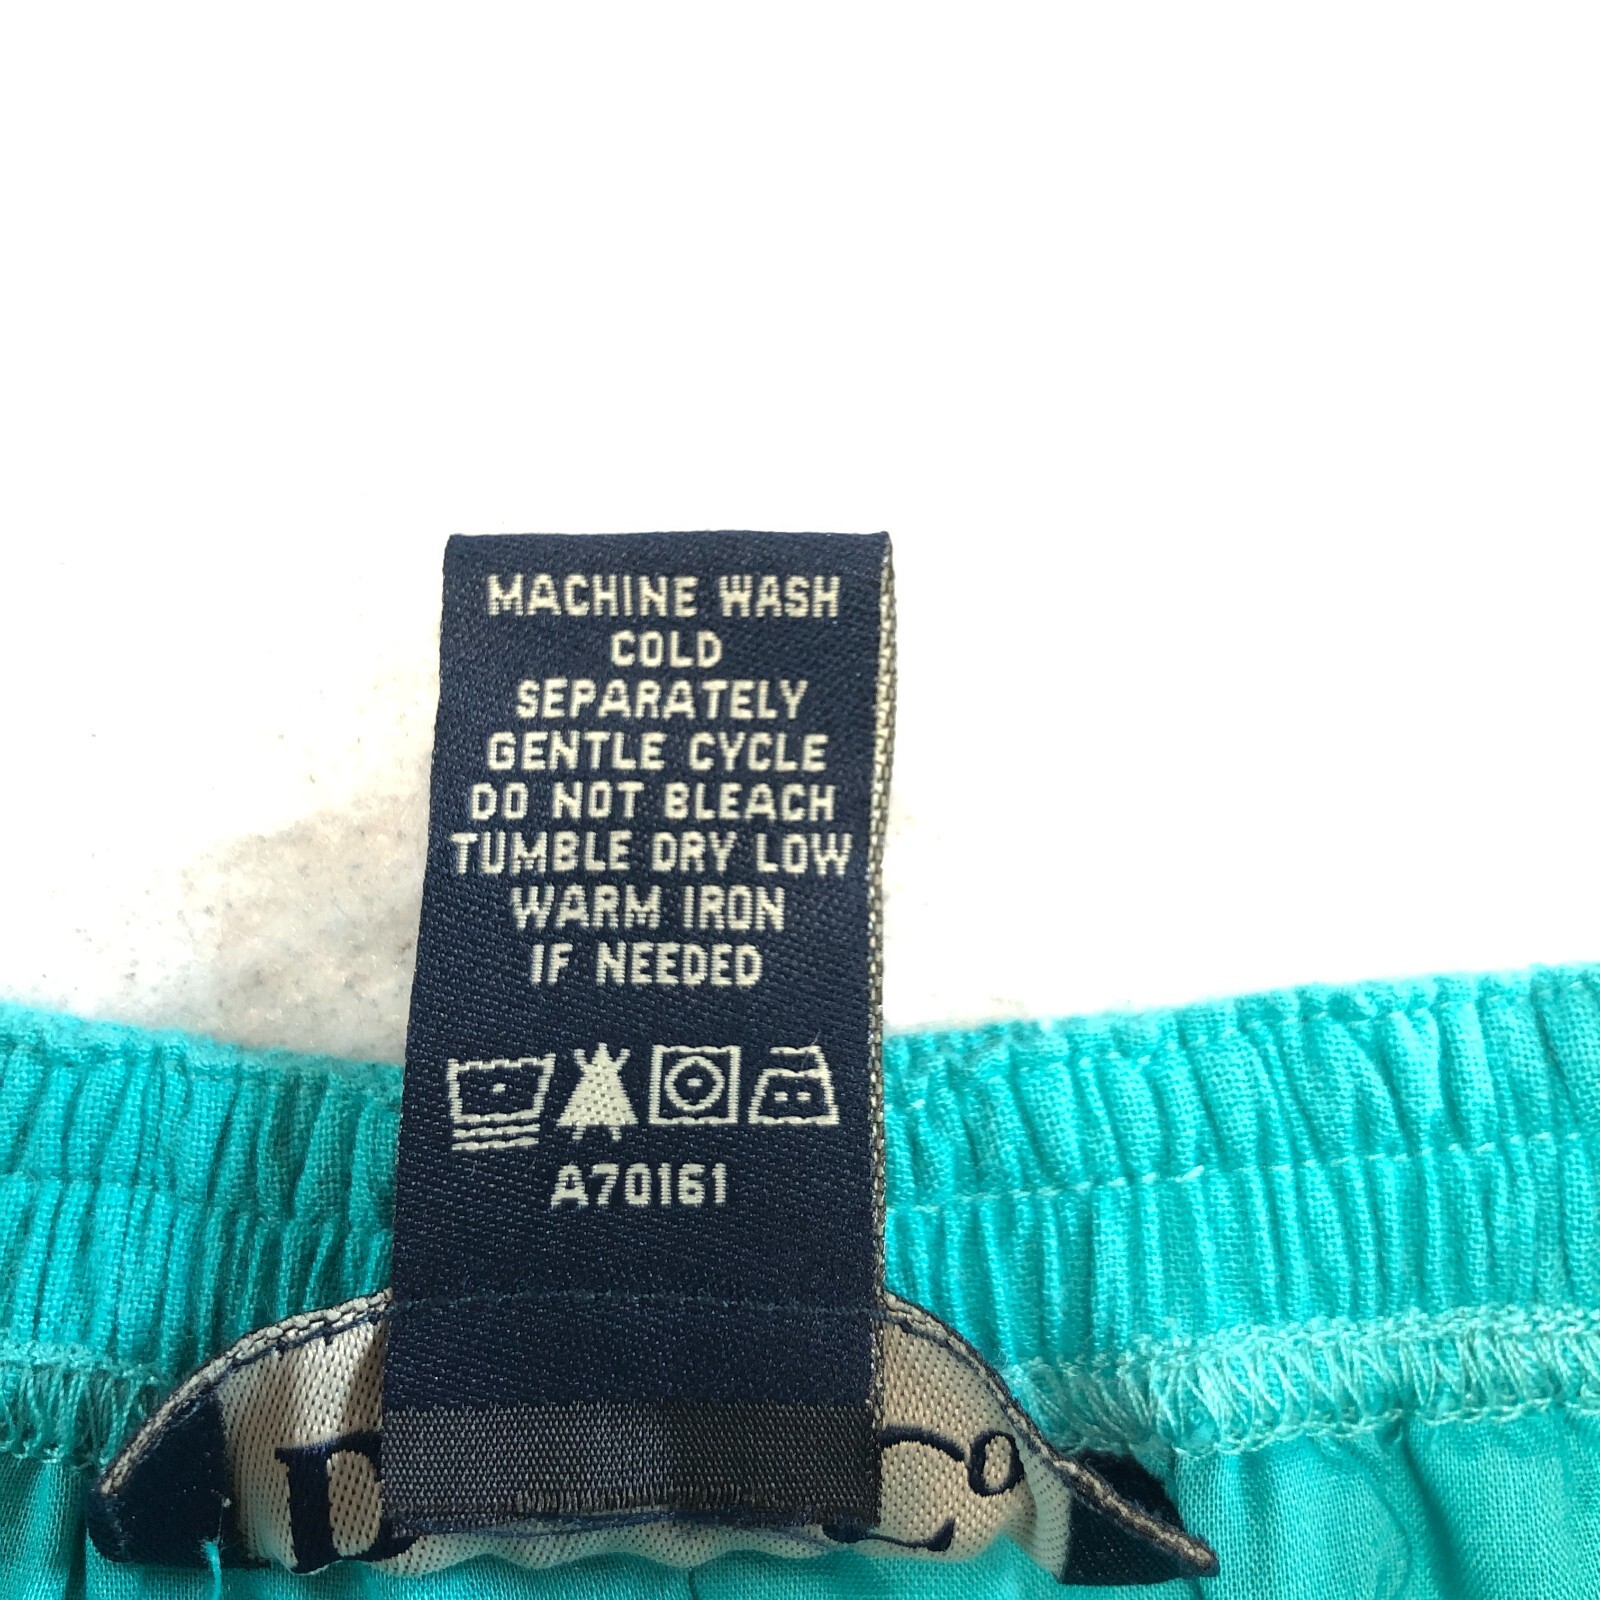 MACHINE WASH
COLD
SEPARATELY
GENTLE CYCLE
DO NOT BLEACH
TUMBLE DRY LOW
WARM IRON
IF NEEDED
A70161